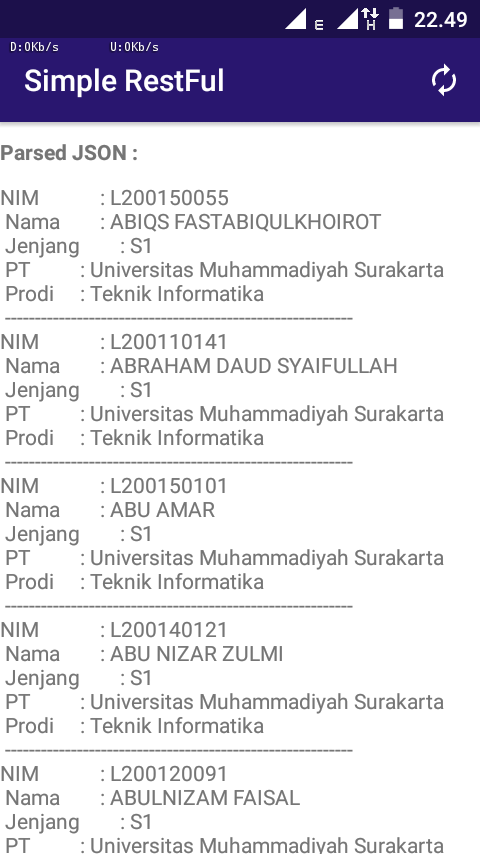 E H 22.49
D:0Kb/s U:0Kb/s
Simple RestFul
Parsed JSON :
NIM : L200150055
Nama : ABIQS FASTABIQULKHOIROT
Jenjang : S1
PT : Universitas Muhammadiyah Surakarta
Prodi : Teknik Informatika
---------------------------------------------------------
NIM : L200110141
Nama : ABRAHAM DAUD SYAIFULLAH
Jenjang : S1
PT : Universitas Muhammadiyah Surakarta
Prodi : Teknik Informatika
---------------------------------------------------------
NIM : L200150101
Nama : ABU AMAR
Jenjang : S1
PT : Universitas Muhammadiyah Surakarta
Prodi : Teknik Informatika
---------------------------------------------------------
NIM : L200140121
Nama : ABU NIZAR ZULMI
Jenjang : S1
PT : Universitas Muhammadiyah Surakarta
Prodi : Teknik Informatika
---------------------------------------------------------
NIM : L200120091
Nama : ABULNIZAM FAISAL
Jenjang : S1
PT : Universitas Muhammadiyah Surakarta